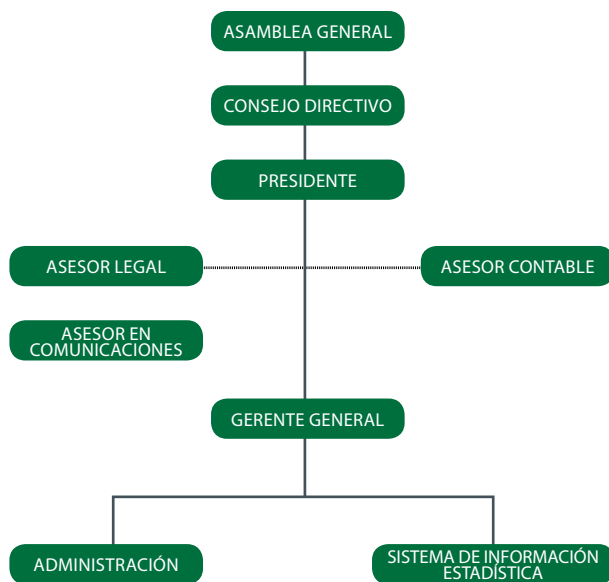 ASAMBLEA GENERAL
CONSEJO DIRECTIVO
PRESIDENTE
ASESOR LEGAL
ASESOR CONTABLE
ASESOR EN
COMUNICACIONES
GERENTE GENERAL
ADMINISTRACIÓN
SISTEMA DE INFORMACIÓN
ESTADÍSTICA